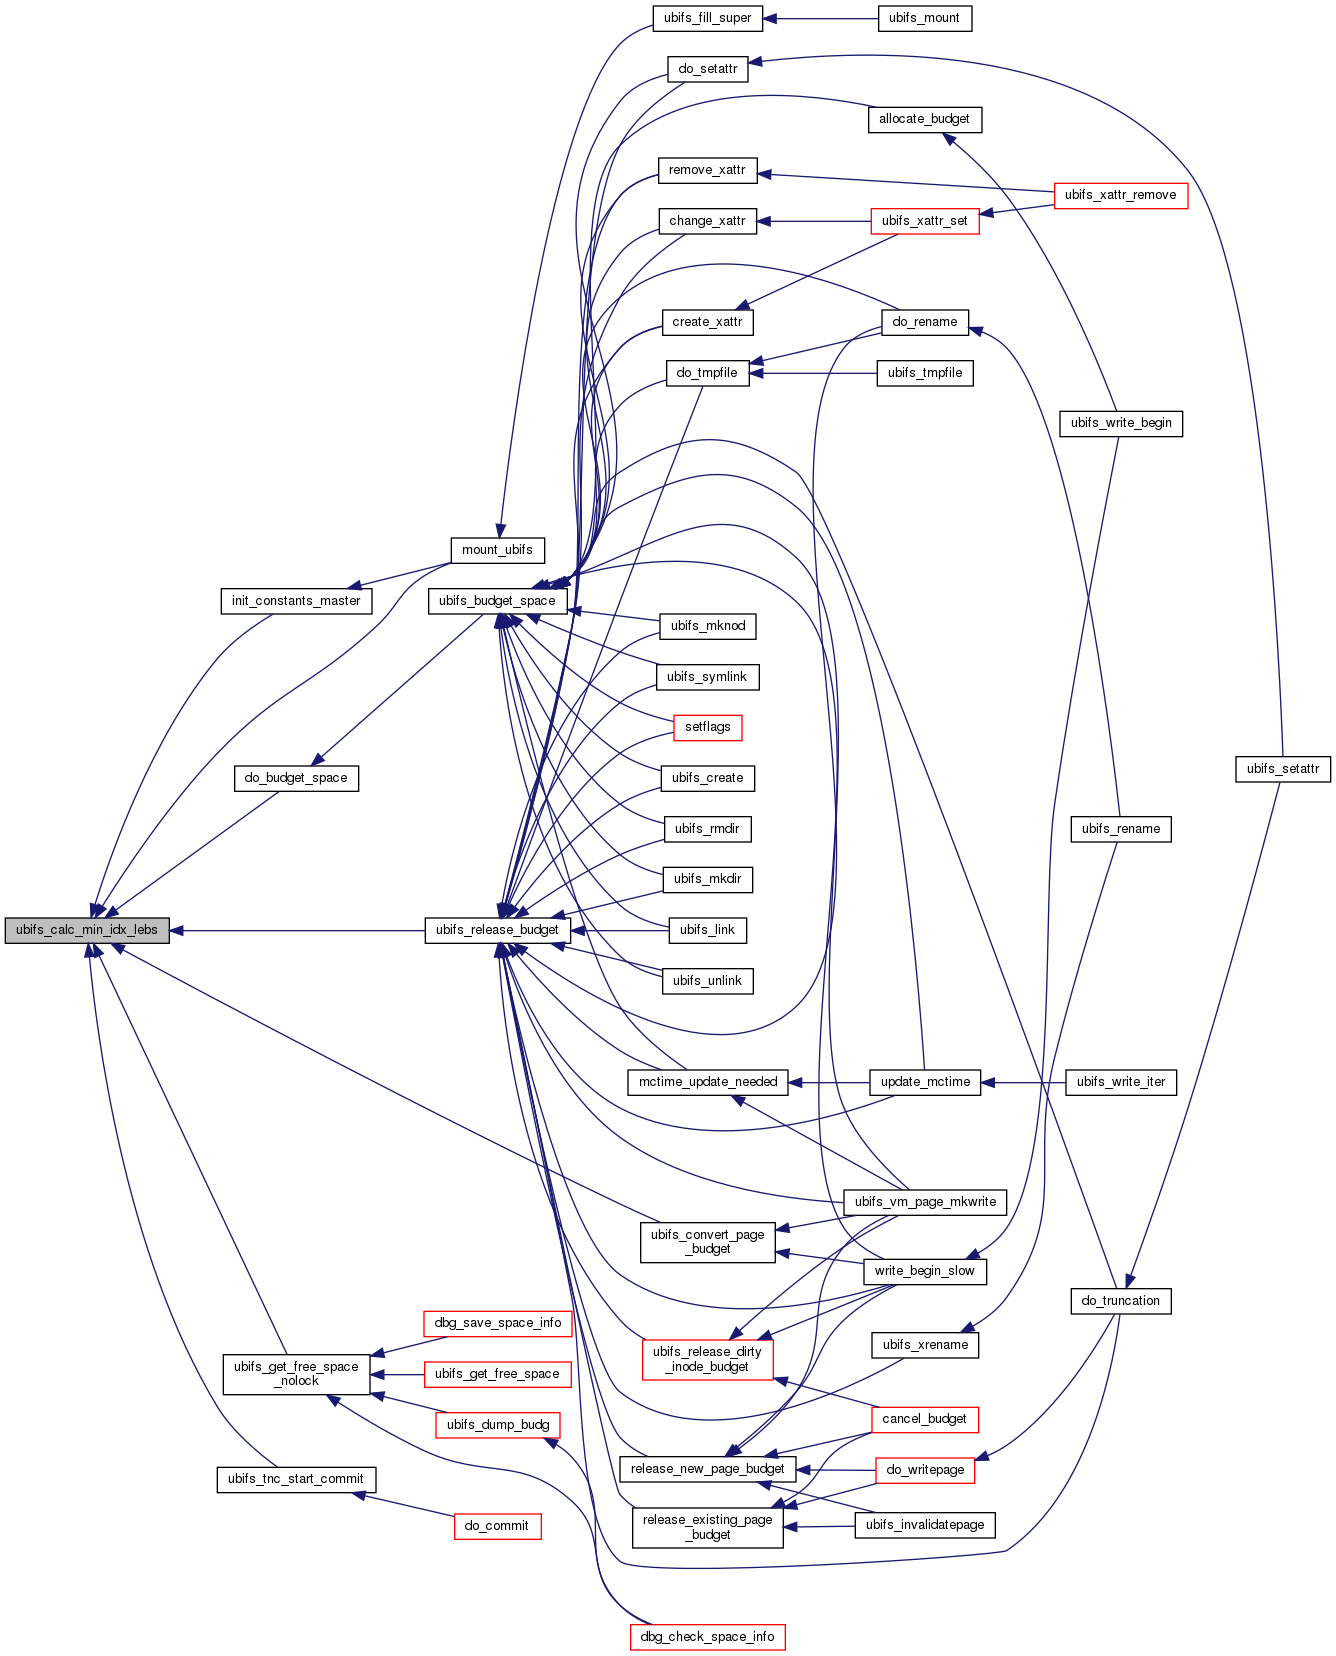 ubifs_fill_super
ubifs_mount
do_setattr
allocate_budget
remove_xattr
ubifs_xattr_remove
change_xattr
ubifs_xattr_set
create_xattr
do_rename
do_tmpfile
ubifs_tmpfile
ubifs_write_begin
mount_ubifs
init_constants_master
ubifs_budget_space
ubifs_mknod
ubifs_symlink
setflags
ubifs_setattr
do_budget_space
ubifs_create
ubifs_rmdir
ubifs_rename
ubifs_mkdir
ubifs_calc_min_idx_lebs
ubifs_release_budget
ubifs_link
ubifs_unlink
mctime_update_needed
update_mctime
ubifs_write_iter
ubifs_vm_page_mkwrite
ubifs_convert_page
_budget
write_begin_slow
do_truncation
dbg_save_space_info
ubifs_xrename
ubifs_release_dirty
_inode_budget
ubifs_get_free_space
_nolock
ubifs_get_free_space
cancel_budget
ubifs_dump_budg
release_new_page_budget
do_writepage
ubifs_tnc_start_commit
release_existing_page
_budget
ubifs_invalidatepage
do_commit
dbg_check_space_info